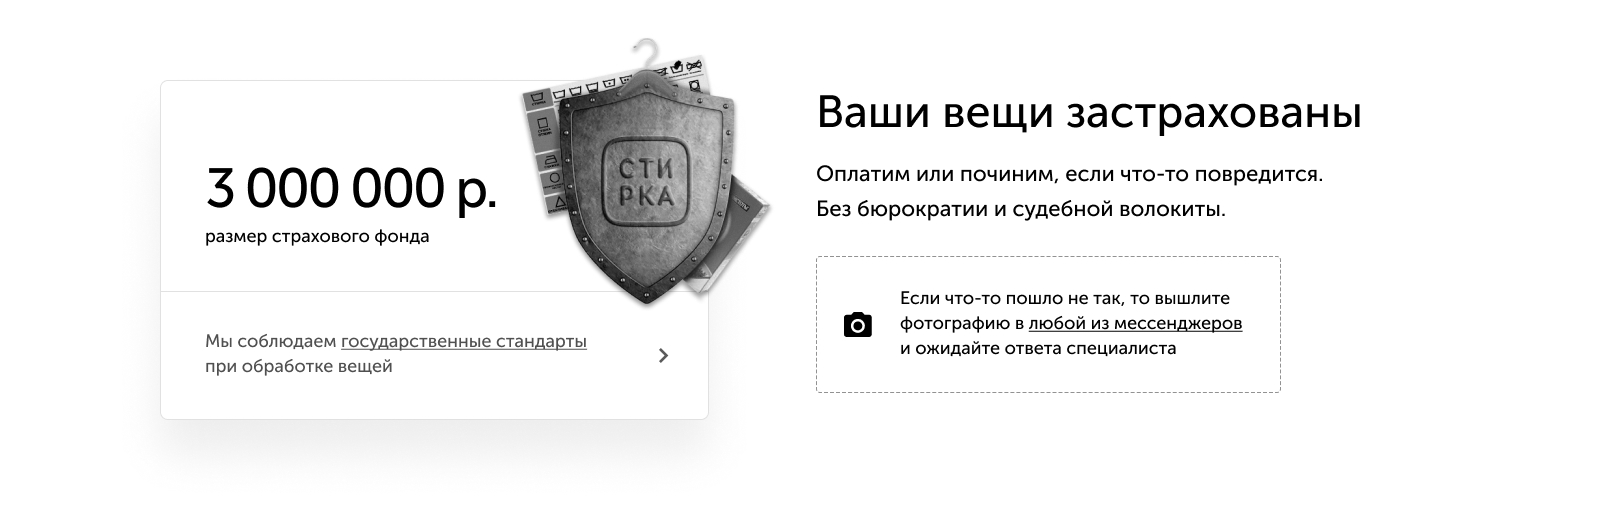 3 000 000 р.
размер страхового фонда
Мы соблюдаем государственные стандарты
при обработке вещей
СТИ
РКА
Ваши вещи застрахованы
Оплатим или починим, если что-то повредится.
Без бюрократии и судебной волокиты.
Если что-то пошло не так, то вышлите
фотографию в любой из мессенджеров
и ожидайте ответа специалиста